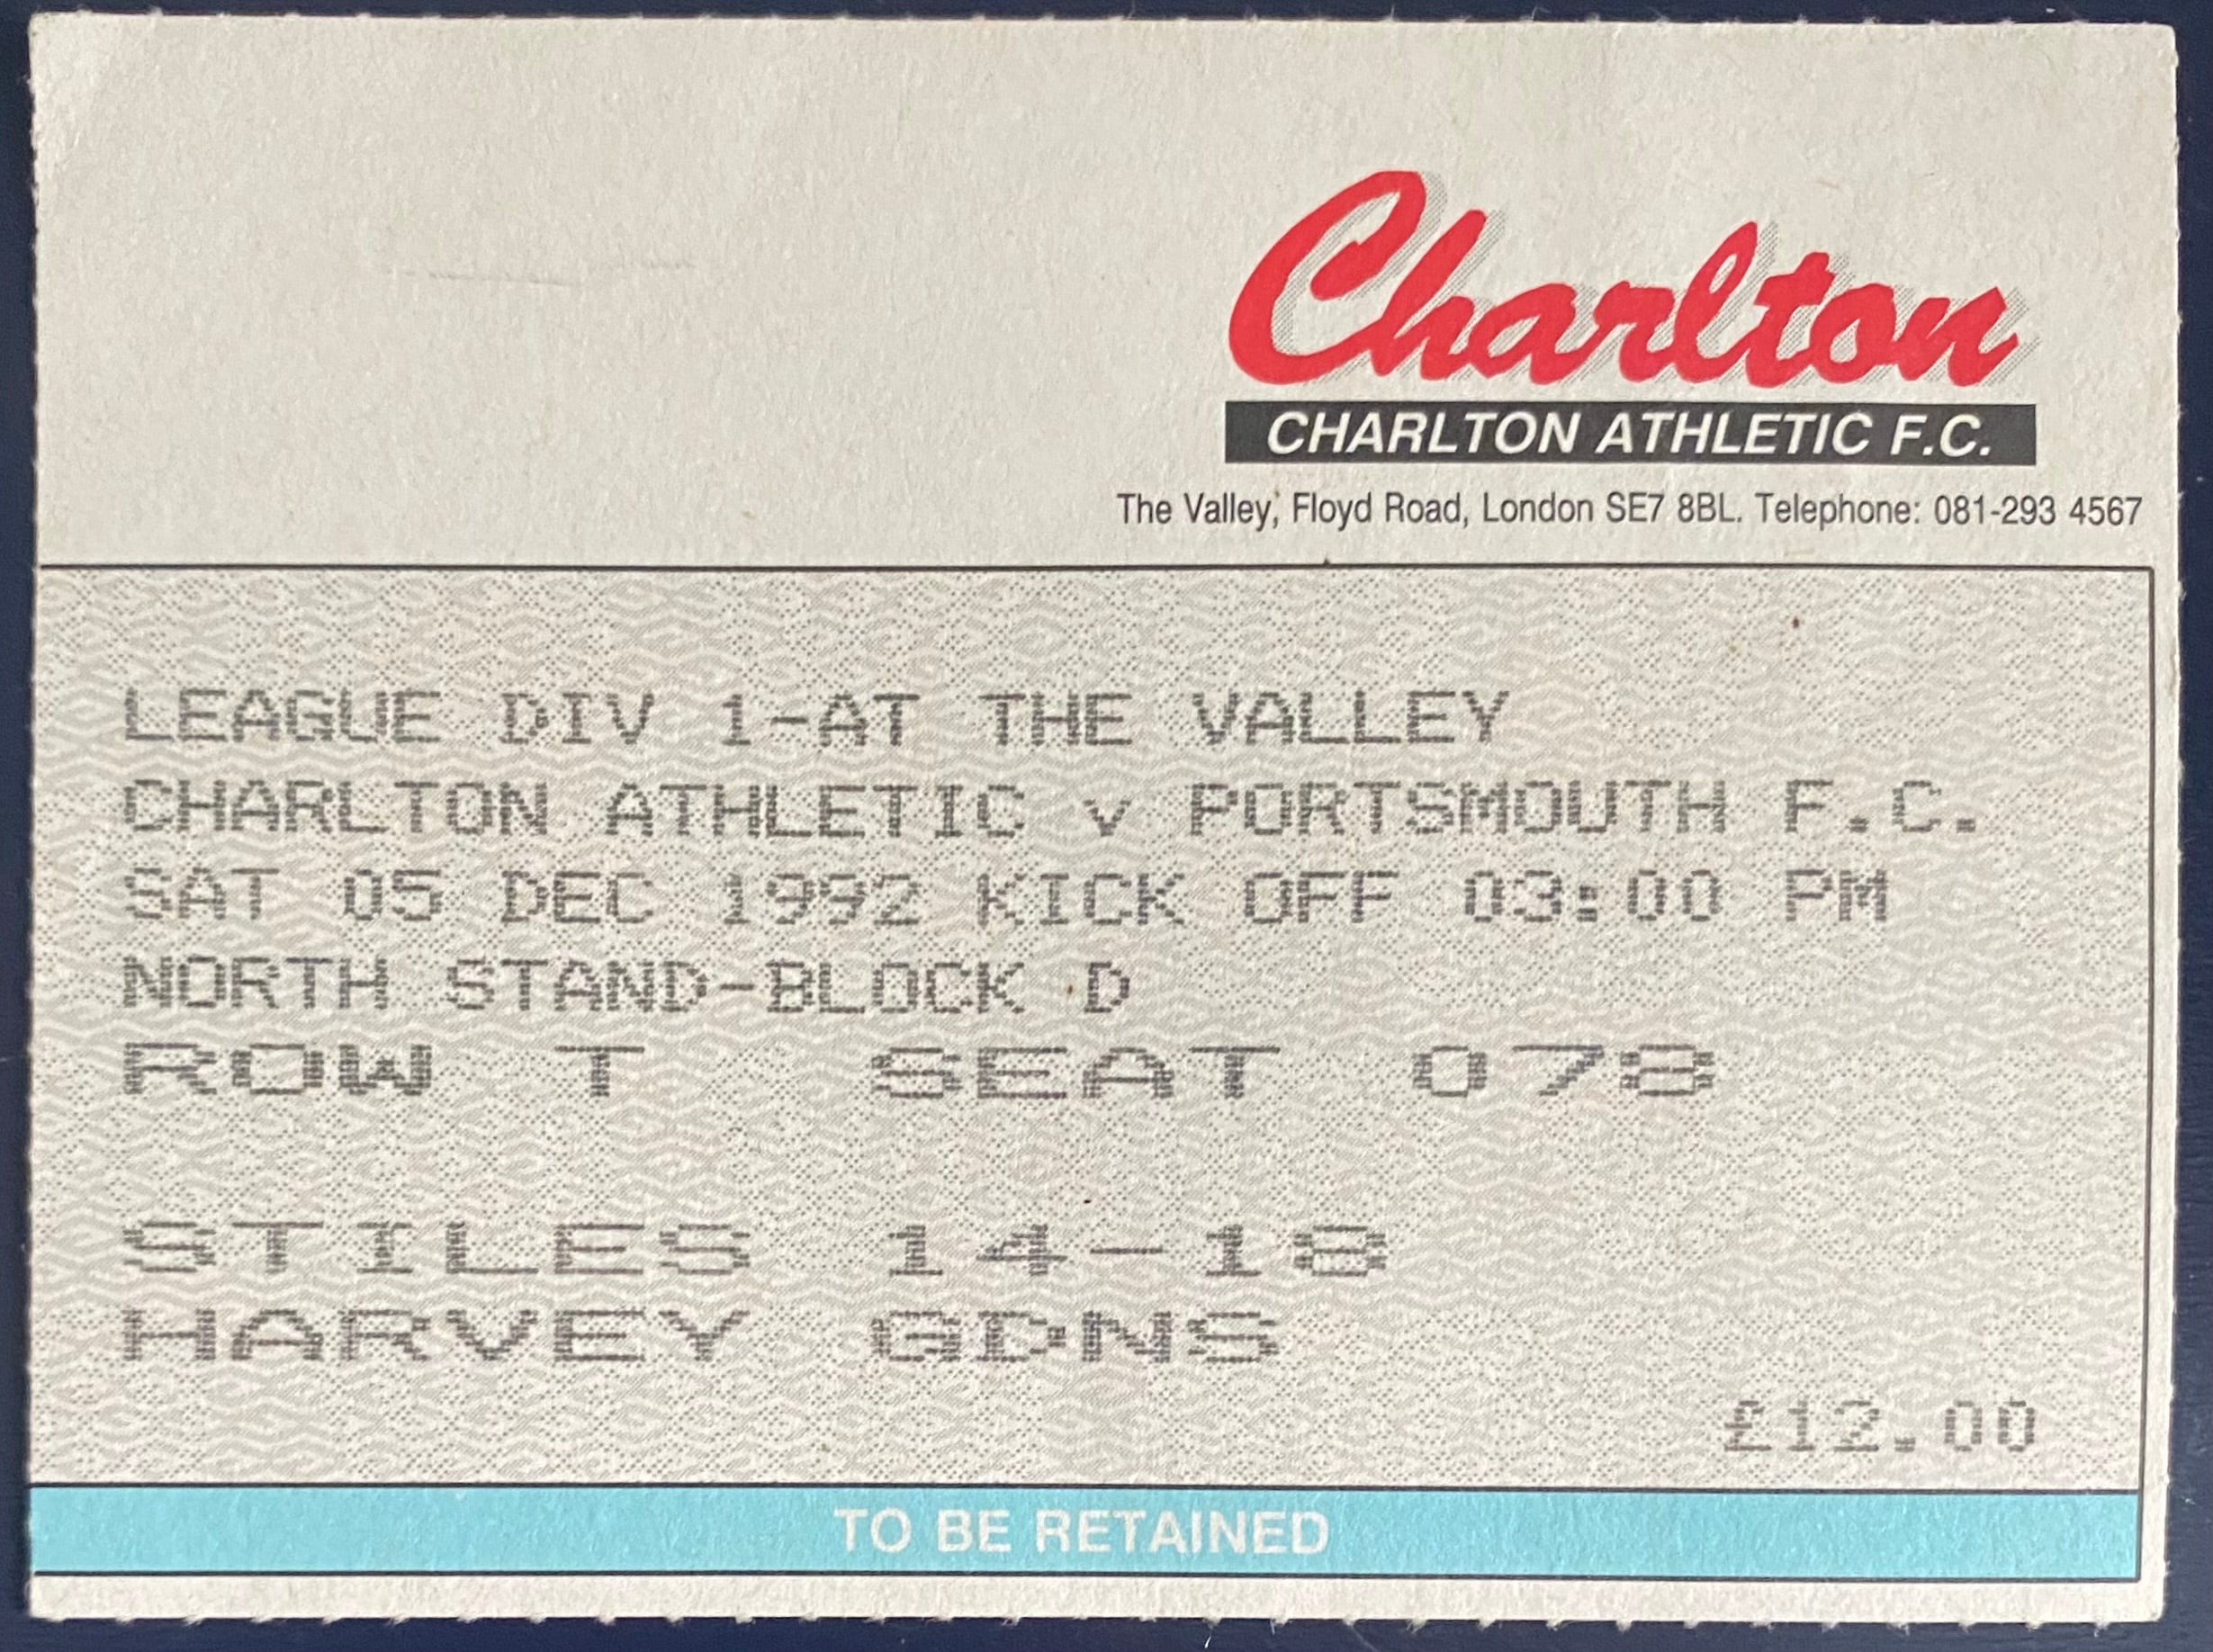 Charlton
CHARLTON ATHLETIC F.C.
The Valley, Floyd Road, London SE7 8BL. Telephone: 081-293 4567
LEAGUE DIV 1-AT THE VALLEY
CHARLTON ATHLETIC v PORTSMOUTH F.C.
SAT 05 DEC 1992 KICK OFF 03:00 PM
NORTH STAND-BLOCK D
ROW T SEAT 078
STILES 14-18
HARVEY GDNS
£12.00
TO BE RETAINED